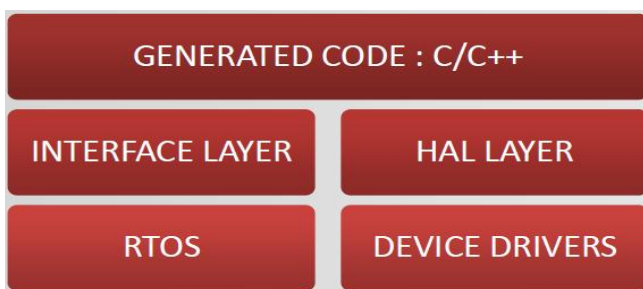 GENERATED CODE : C/C++
INTERFACE LAYER
HAL LAYER
RTOS
DEVICE DRIVERS